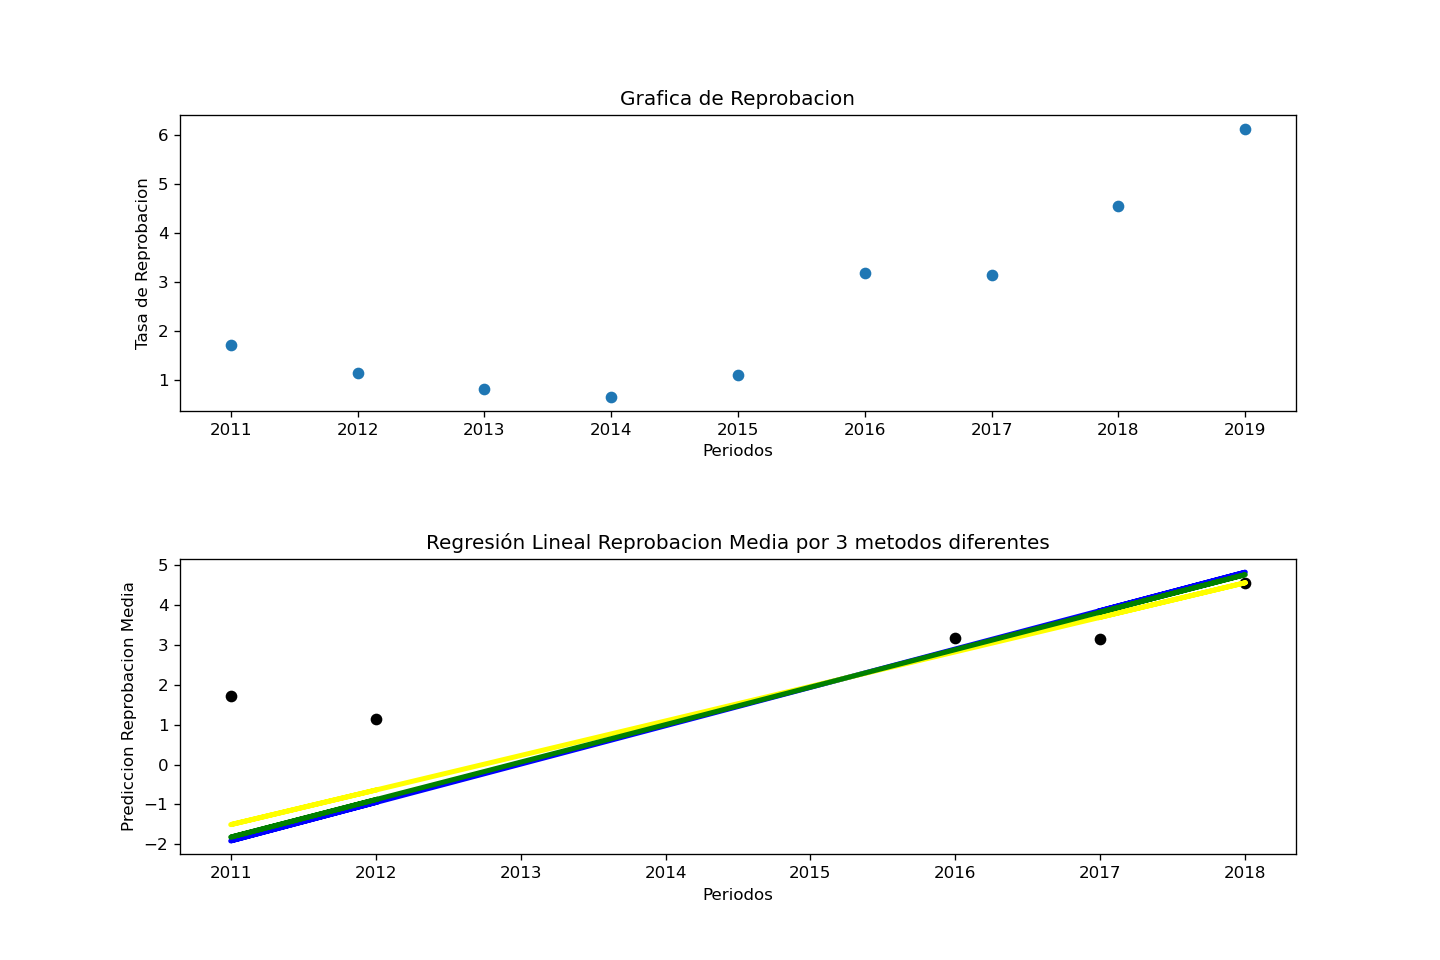 Grafica de Reprobacion
6
5
4
3
2
1
Tasa de Reprobacion
2011 2012 2013 2014 2015 2016 2017 2018 2019
Periodos
Regresión Lineal Reprobacion Media por 3 metodos diferentes
5
4
3
2
1
0
−1
−2
Prediccion Reprobacion Media
2011 2012 2013 2014 2015 2016 2017 2018
Periodos